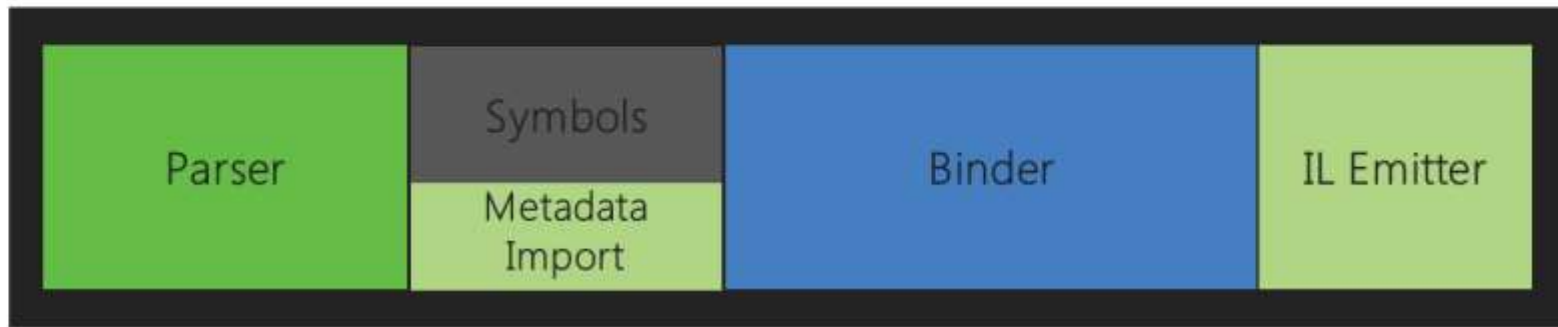 Parser
Symbols
Metadata
Import
Binder
IL Emitter